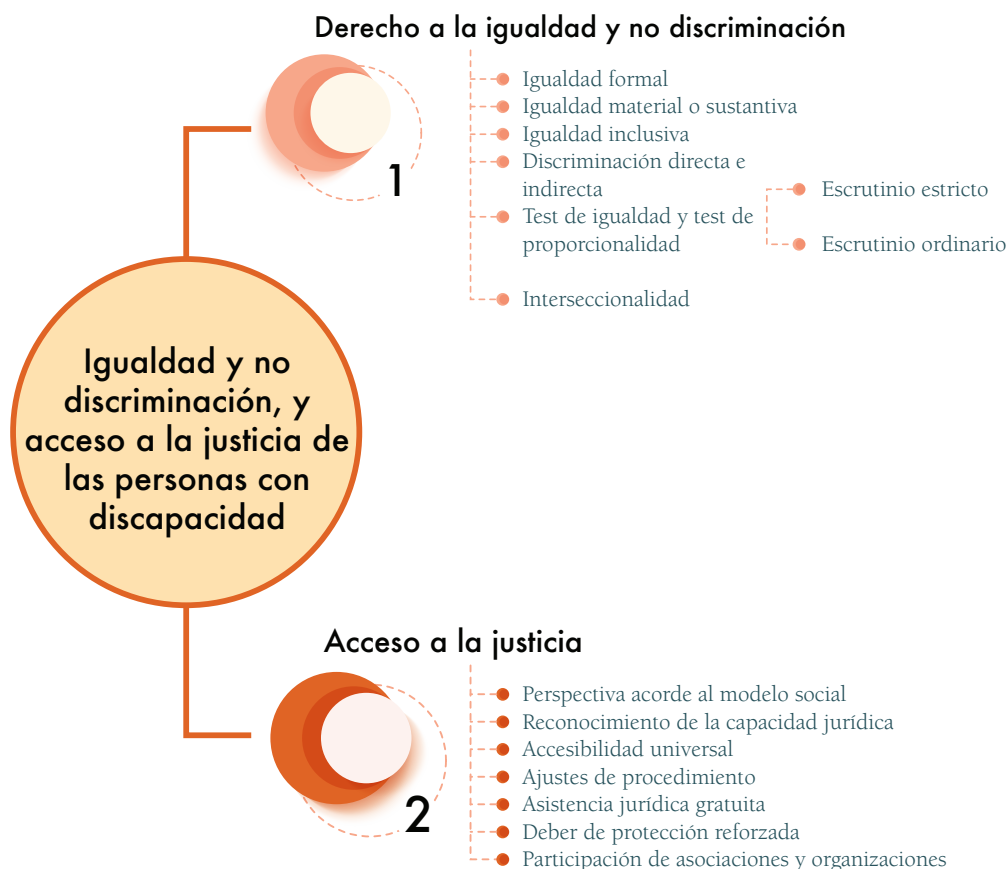 Derecho a la igualdad y no discriminación
Igualdad formal
Igualdad material o sustantiva
Igualdad inclusiva
Discriminación directa e
indirecta
Test de igualdad y test de
proporcionalidad
Escrutinio estricto
Escrutinio ordinario
Interseccionalidad
1
Igualdad y no
discriminación, y
acceso a la justicia de
las personas con
discapacidad
Acceso a la justicia
Perspectiva acorde al modelo social
Reconocimiento de la capacidad jurídica
Accesibilidad universal
Ajustes de procedimiento
Asistencia jurídica gratuita
Deber de protección reforzada
Participación de asociaciones y organizaciones
2